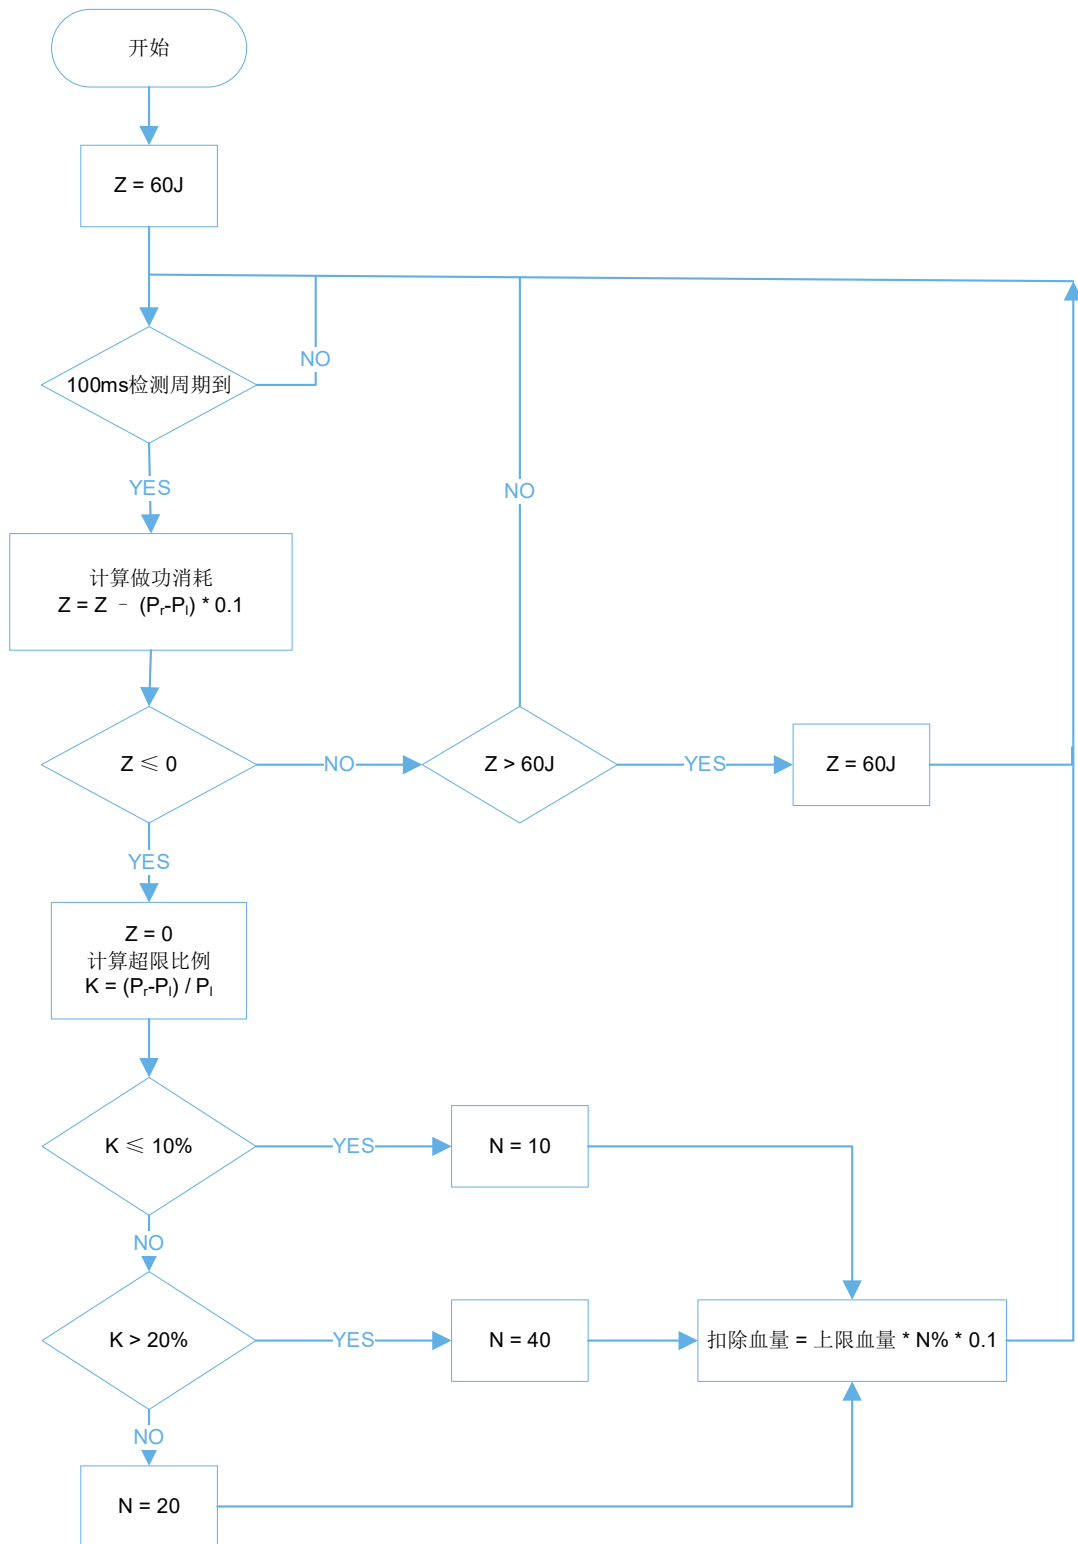 开始
Z = 60J
100ms检测周期到
NO
YES
NO
计算做功消耗
Z = Z - (Pr-Pl) * 0.1
Z ≤ 0
NO
Z > 60J
YES
Z = 60J
YES
Z = 0
计算超限比例
K = (Pr-Pl) / Pl
K ≤ 10%
YES
N = 10
NO
K > 20%
YES
N = 40
扣除血量 = 上限血量 * N% * 0.1
NO
N = 20